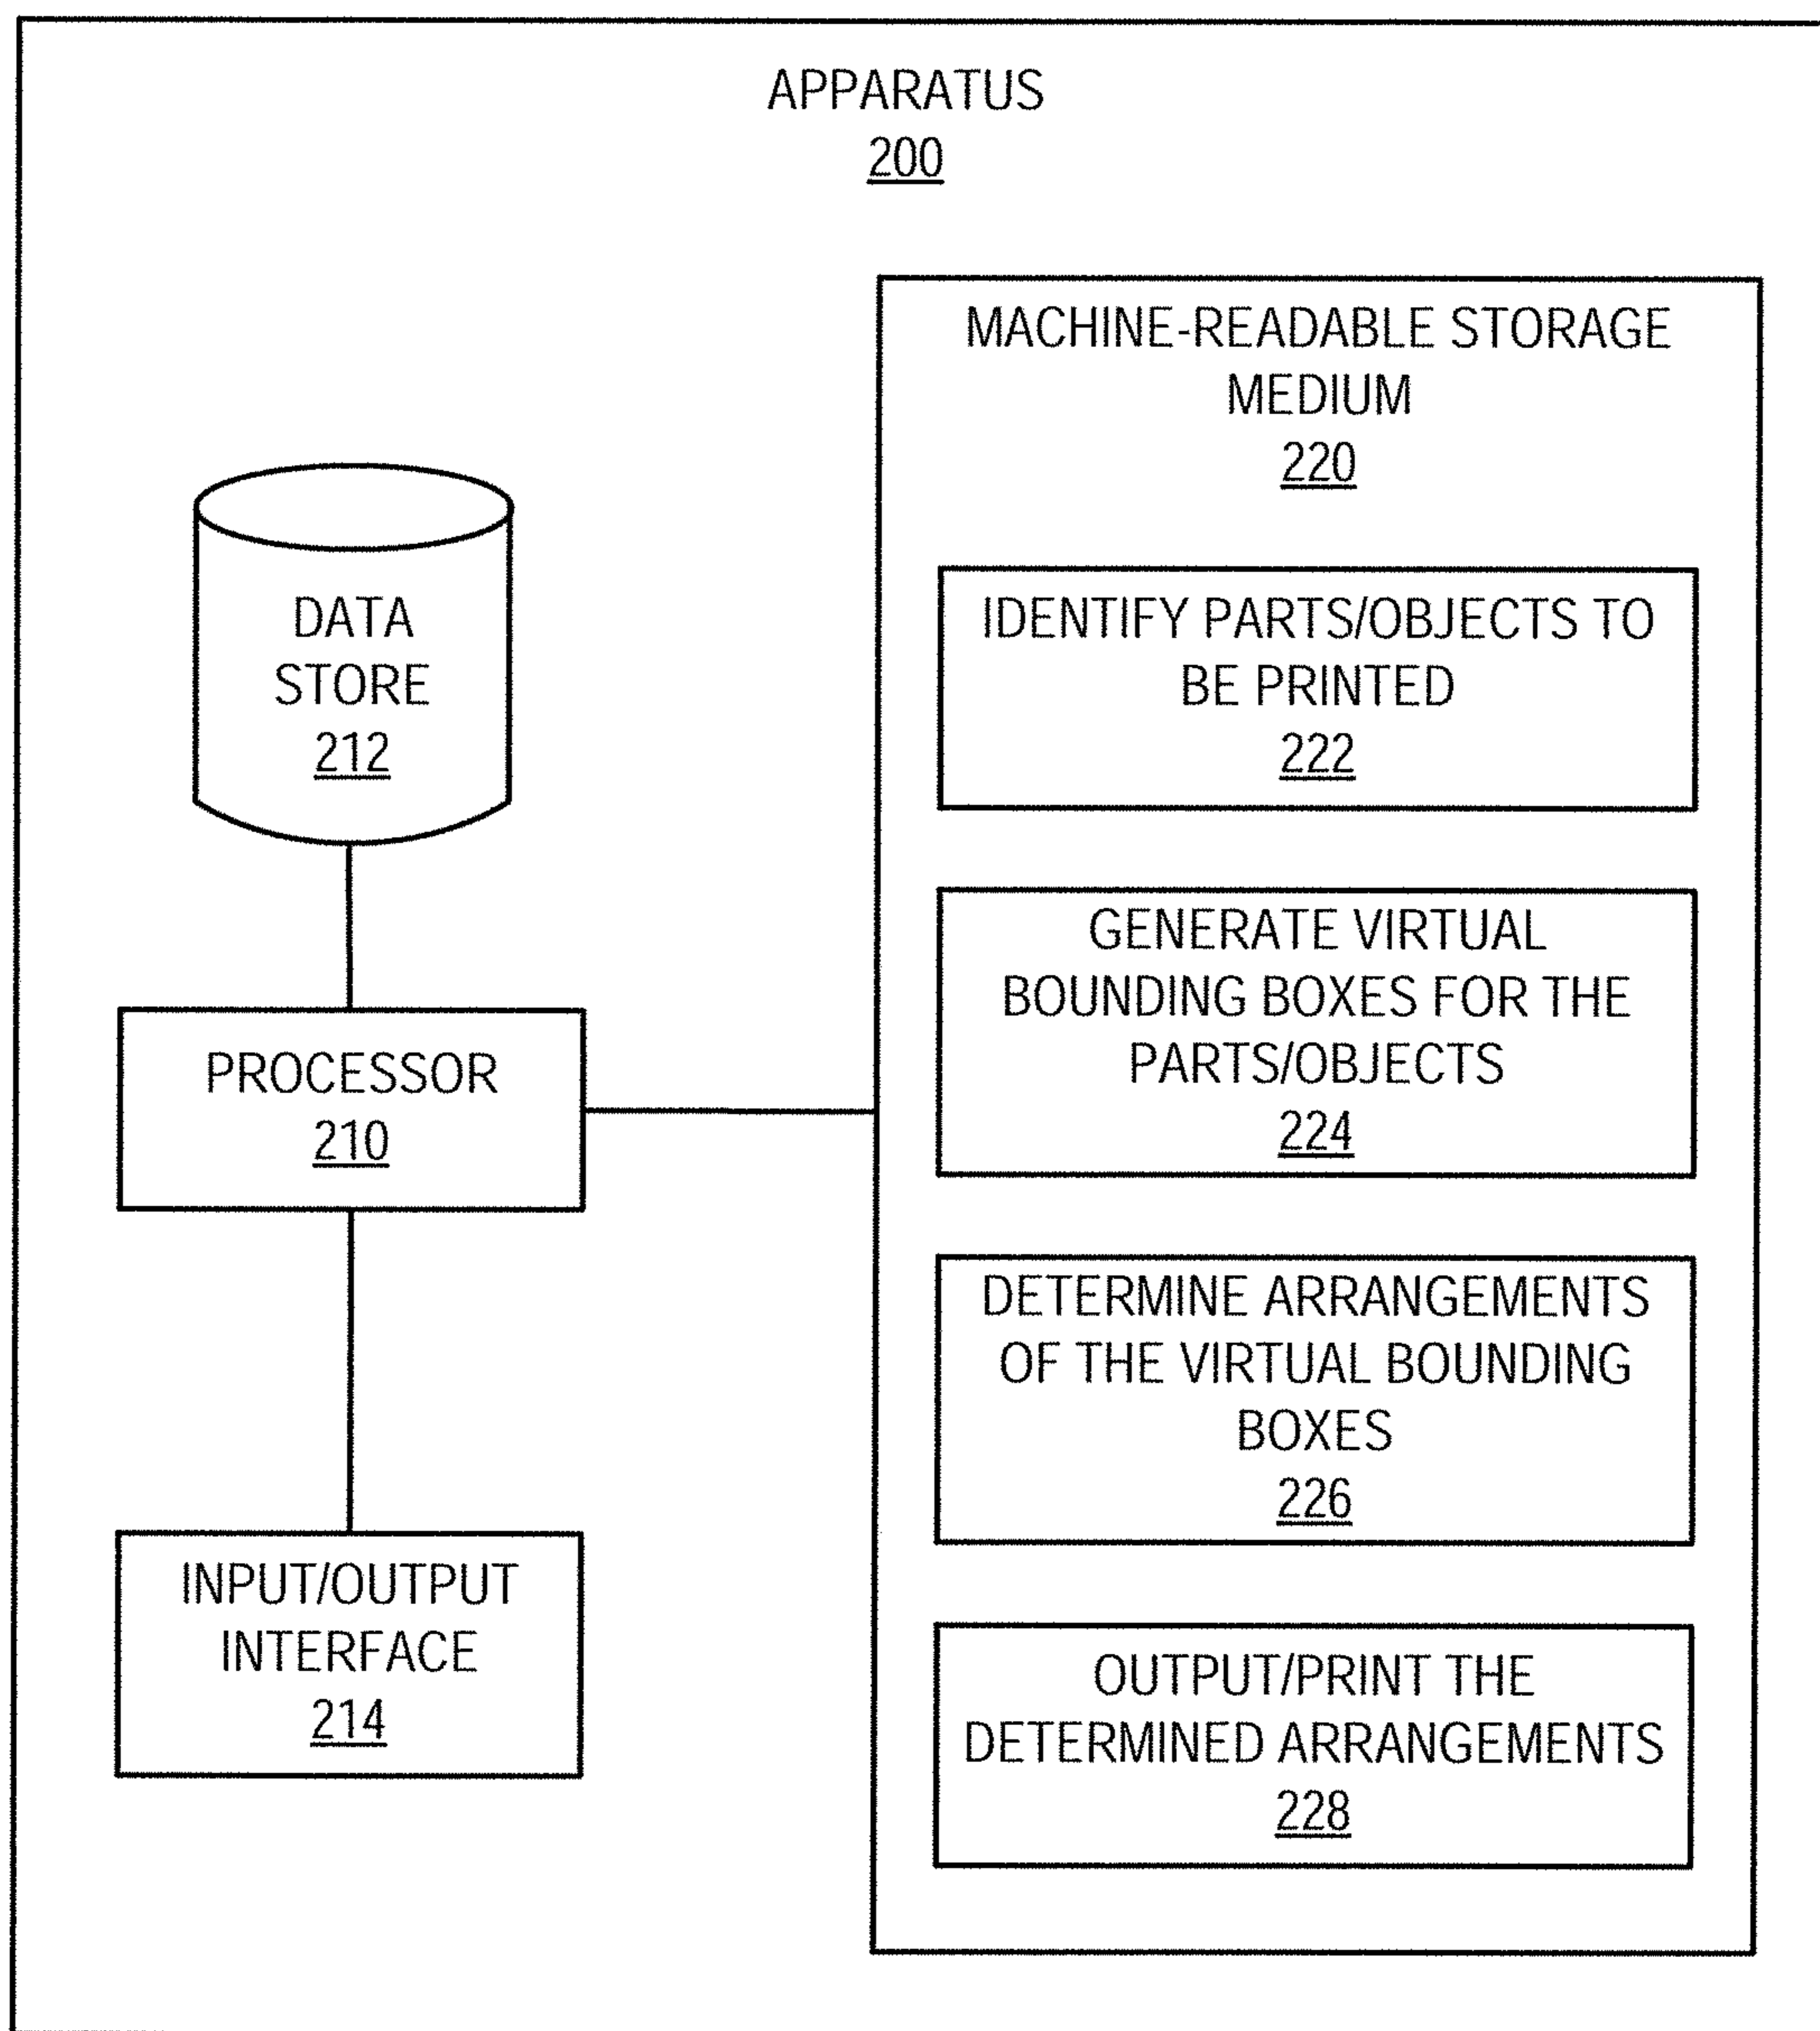 APPARATUS
200
MACHINE-READABLE STORAGE
MEDIUM
220
DATA
STORE
212
IDENTIFY PARTS/OBJECTS TO
BE PRINTED
222
GENERATE VIRTUAL
BOUNDING BOXES FOR THE
PARTS/OBJECTS
224
PROCESSOR
210
DETERMINE ARRANGEMENTS
OF THE VIRTUAL BOUNDING
BOXES
226
INPUT/OUTPUT
INTERFACE
214
OUTPUT/PRINT THE
DETERMINED ARRANGEMENTS
228